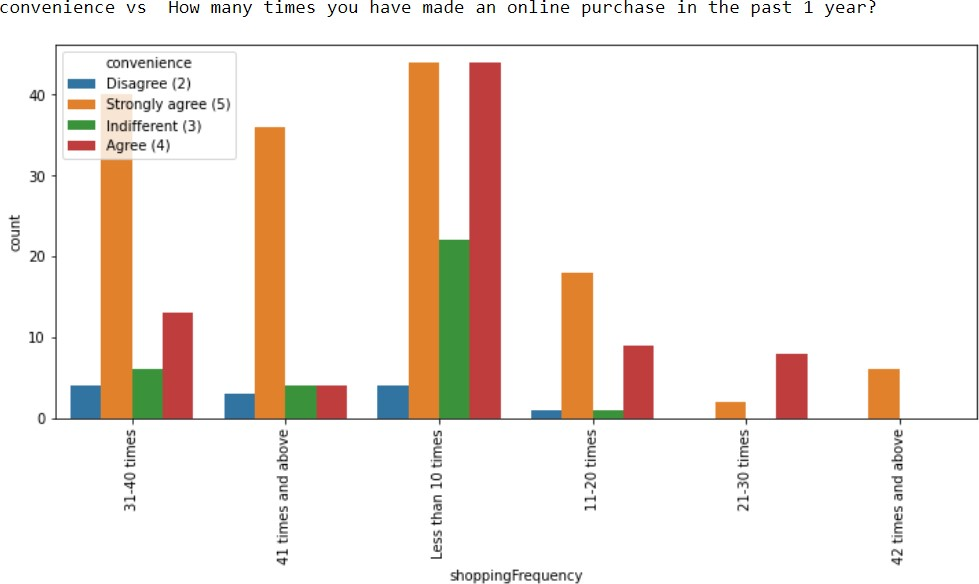 convenience vs  How many times you have made an online purchase in the past 1 year?
convenience
Disagree (2)
Strongly agree (5)
Indifferent (3)
Agree (4)
count
40
30
20
10
0
31-40 times
41 times and above
Less than 10 times
11-20 times
21-30 times
42 times and above
shoppingFrequency